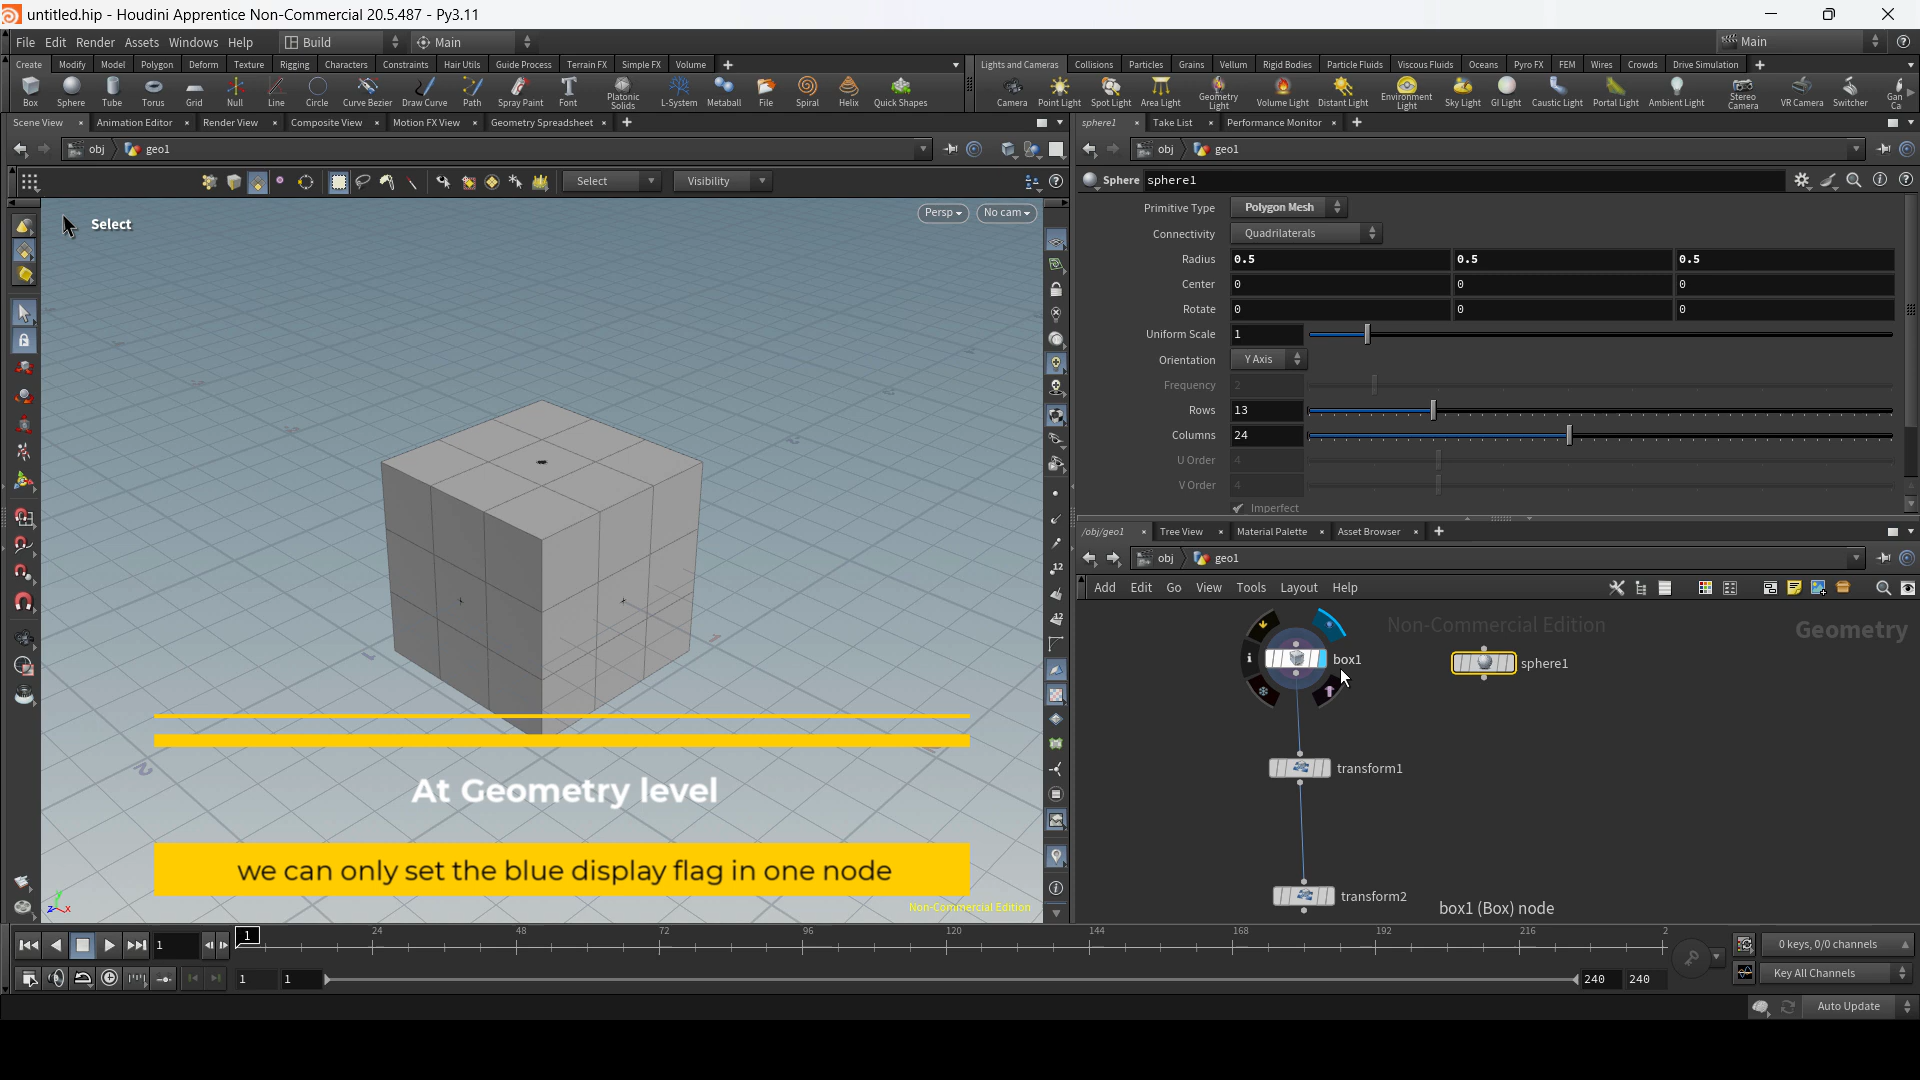 untitled.hip - Houdini Apprentice Non-Commercial 20.5.487 - Py3.11
File Edit Render Assets Windows Help Build Main Main
Create Modify Model Polygon Deform Texture Rigging Characters Constraints Hair Utils Guide Process Terrain FX Simple FX Volume
Lights and Cameras Collisions Particles Grains Vellum Rigid Bodies Particle Fluids Viscous Fluids Oceans Pyro FX FEM Wires Crowds Drive Simulation
Box Sphere Tube Torus Grid Null Line Circle Curve Bezier Draw Curve Path Spray Paint Font Platonic Solids L-System Metaball File Spiral Helix Quick Shapes
Camera Point Light Spot Light Area Light Geometry Light Volume Light Distant Light Environment Light Sky Light GI Light Caustic Light Portal Light Ambient Light Stereo Camera VR Camera Switcher Gan Ca
Scene View Animation Editor Render View Composite View Motion FX View Geometry Spreadsheet
sphere1 Take List Performance Monitor
obj geo1
obj geo1
Select Visibility
Sphere sphere1
Select
Persp No cam
Primitive Type Polygon Mesh
Connectivity Quadrilaterals
Radius 0.5 0.5 0.5
Center 0 0 0
Rotate 0 0 0
Uniform Scale 1
Orientation Y Axis
Frequency 2
Rows 13
Columns 24
U Order 4
V Order 4
Imperfect
/obj/geo1 Tree View Material Palette Asset Browser
obj geo1
Add Edit Go View Tools Layout Help
Non-Commercial Edition
Geometry
box1
sphere1
transform1
transform2
box1 (Box) node
At Geometry level
we can only set the blue display flag in one node
Non-Commercial Edition
1 1 24 48 72 96 120 144 168 192 216 2
0 keys, 0/0 channels
1 1 240 240
Key All Channels
Auto Update